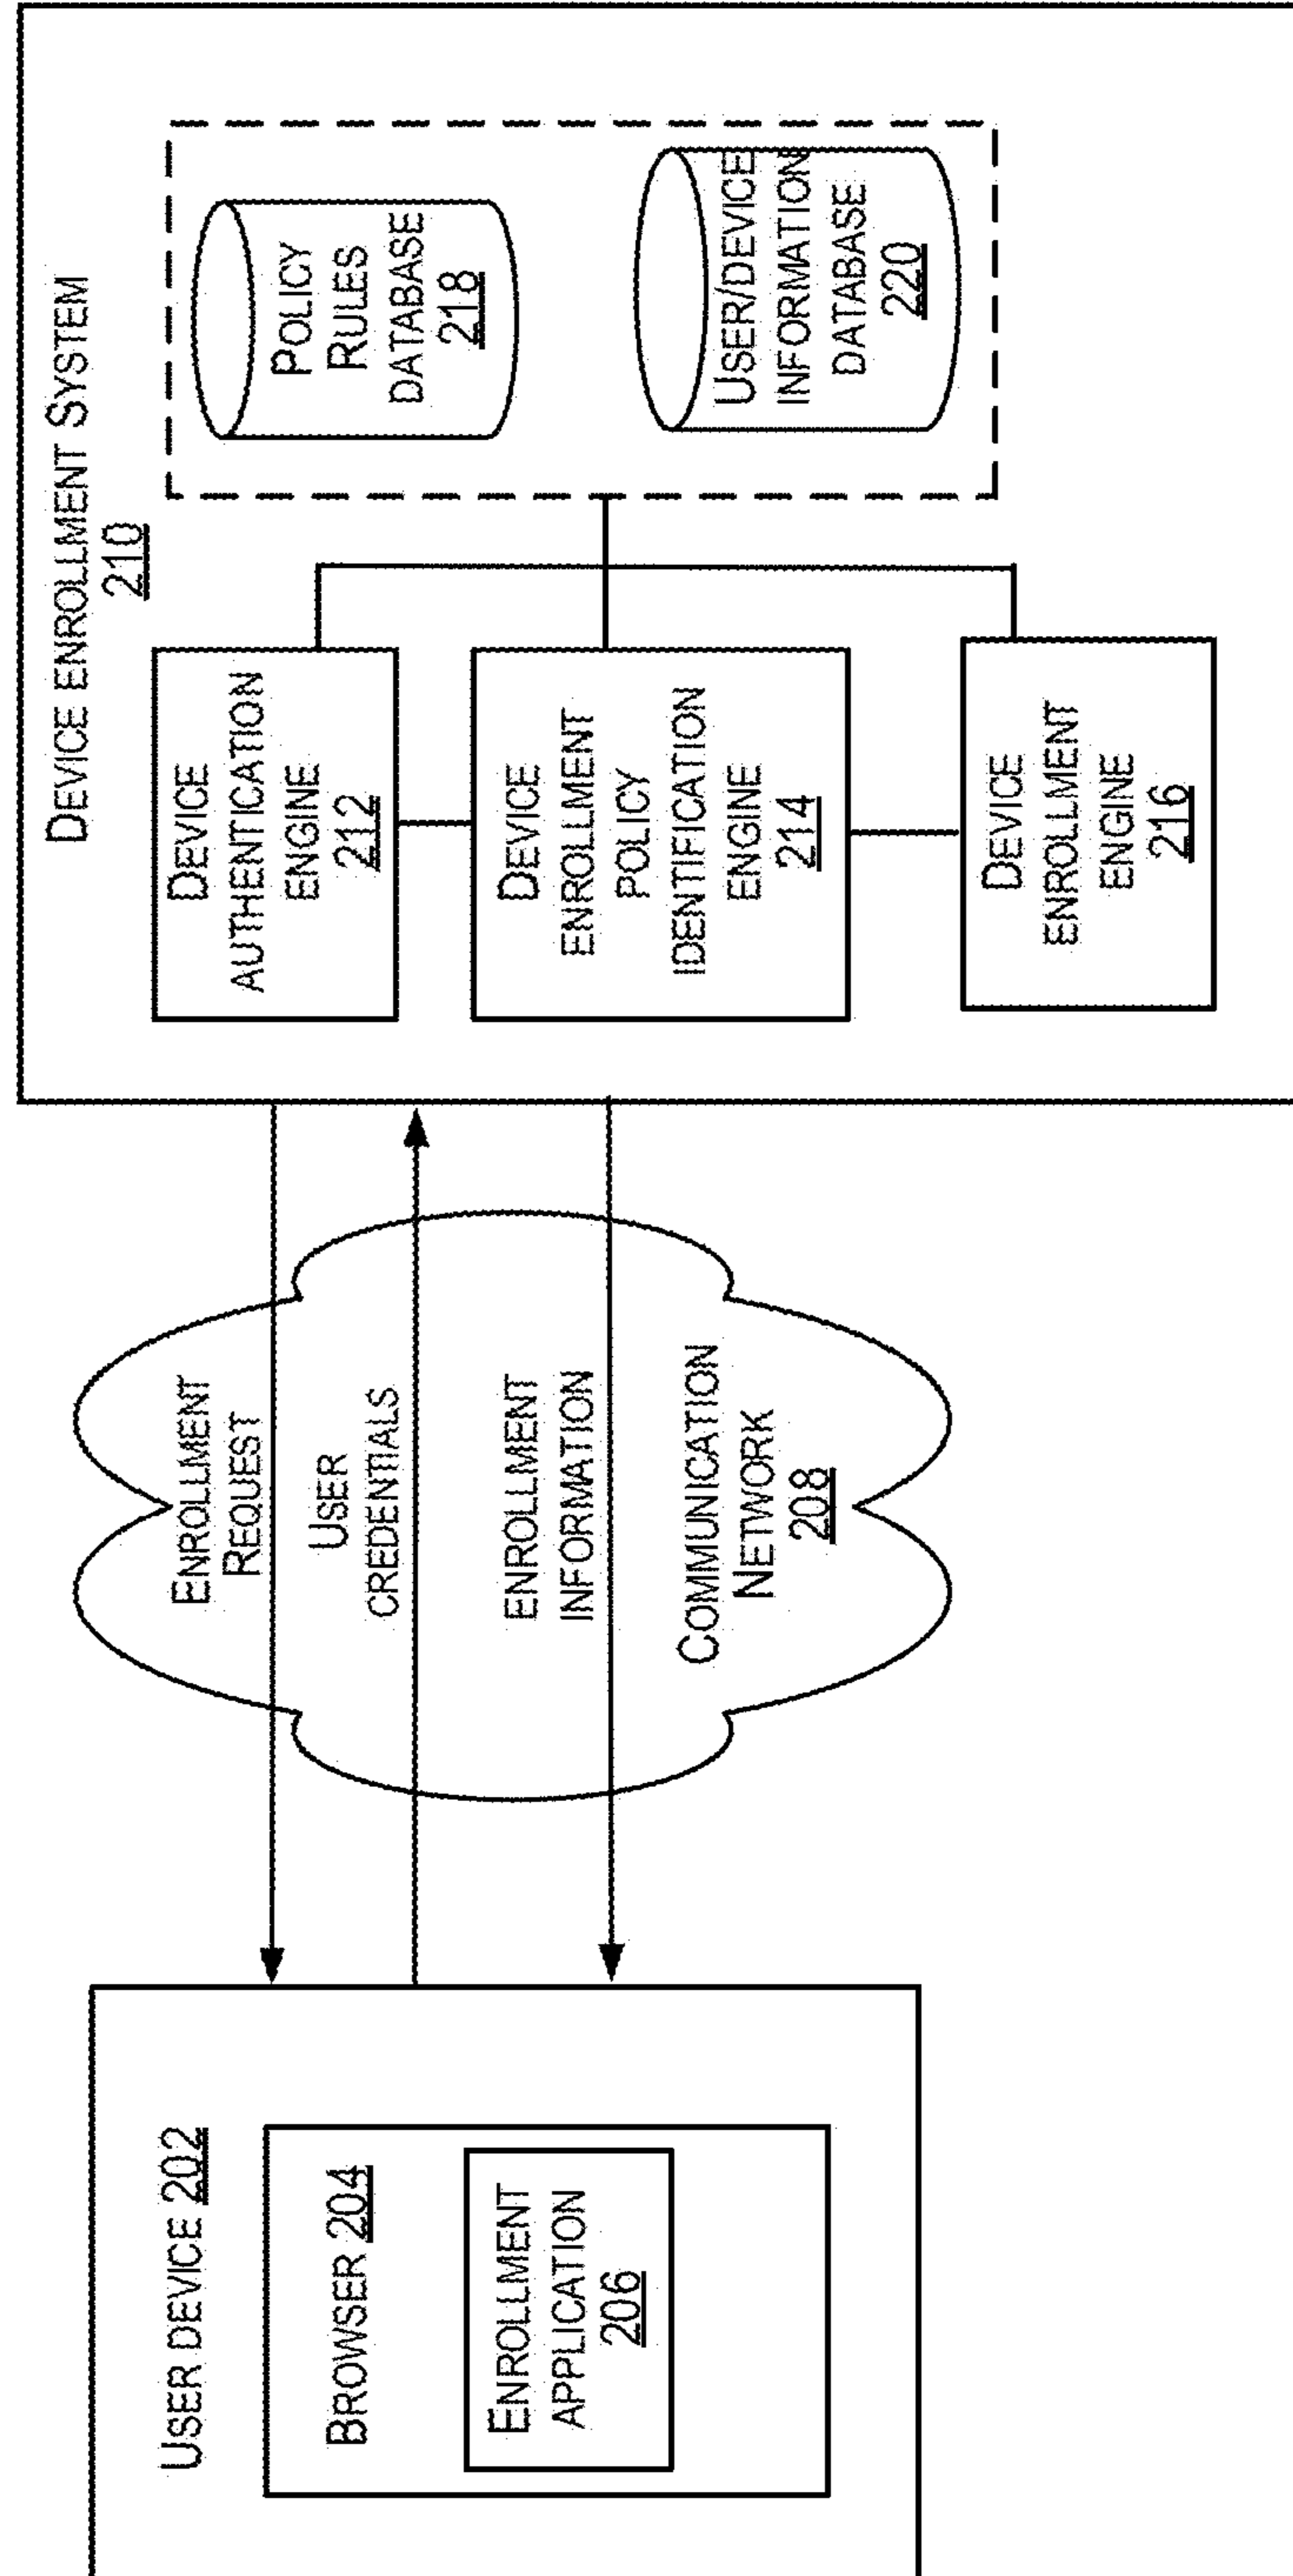 User device 202
Browser 204
Enrollment
application
206
Enrollment
Request
User
credentials
enrollment
information
Communication
Network
208
Device enrollment System
210
Device
authentication
engine
212
Device
enrollment
policy
identification
engine
214
Device
enrollment
engine
216
Policy
Rules
database
218
User/device
information
database
220